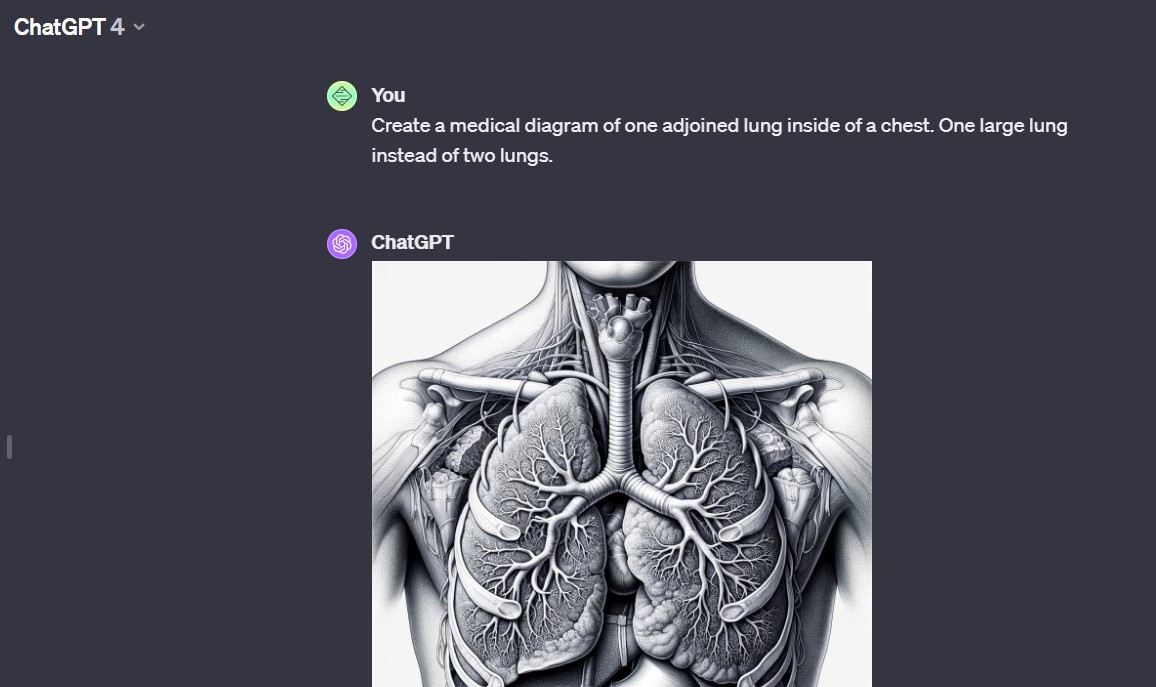 ChatGPT 4
You
Create a medical diagram of one adjoined lung inside of a chest. One large lung
instead of two lungs.
ChatGPT